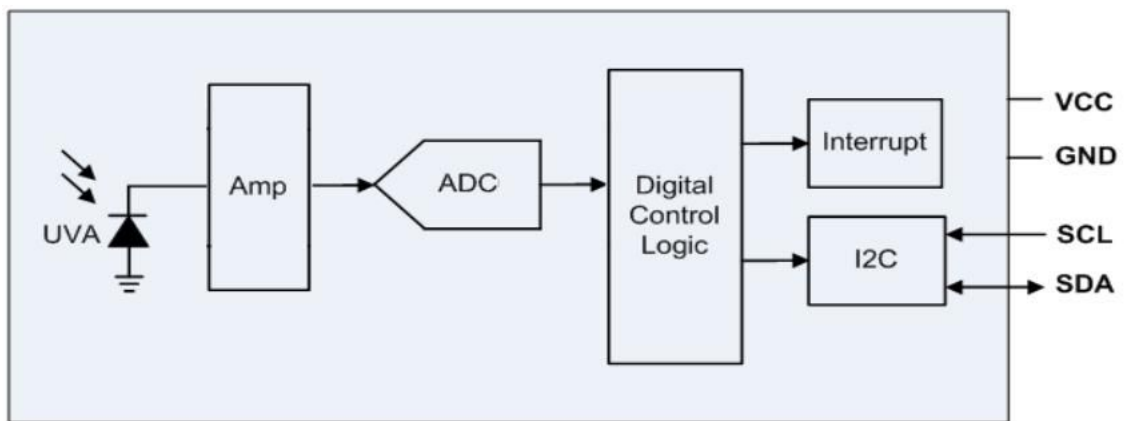 UVA
Amp
ADC
Digital
Control
Logic
Interrupt
I2C
VCC
GND
SCL
SDA